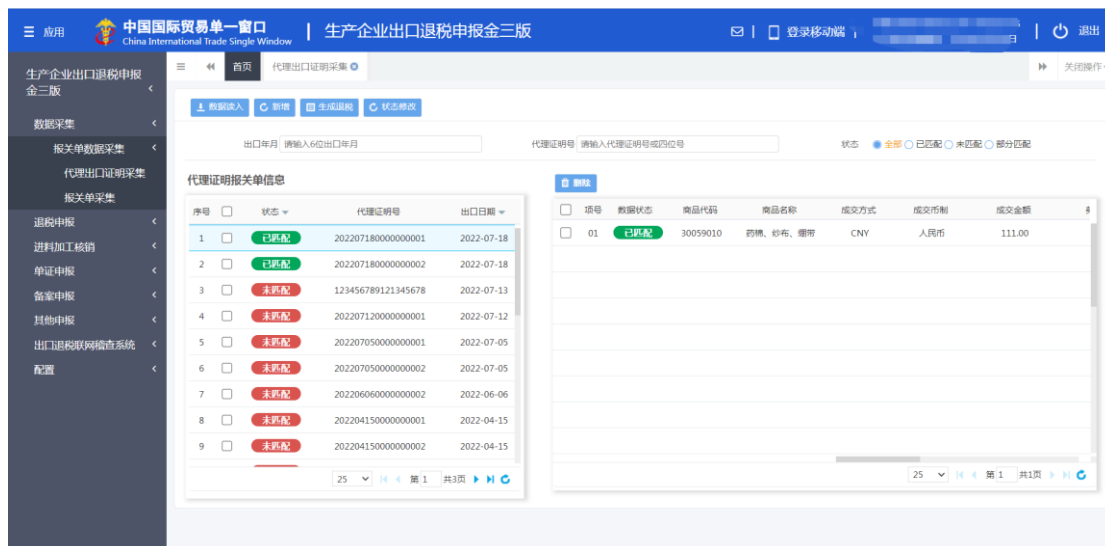 应用
中国国际贸易单一窗口
China International Trade Single Window
生产企业出口退税申报金三版
登录移动端
退出
生产企业出口退税申报金三版
数据采集
报关单数据采集
代理出口证明采集
报关单采集
退税申报
进料加工核销
单证申报
备案申报
其他申报
出口退税联网稽查系统
配置
首页 代理出口证明采集 关闭操作
数据读入 新增 生成退税 状态修改
出口年月 请输入6位出口年月 代理证明号 请输入代理证明号或四位号 状态 全部 已匹配 未匹配 部分匹配
代理证明报关单信息
序号 状态 代理证明号 出口日期
1 已匹配 202207180000000001 2022-07-18
2 已匹配 202207180000000002 2022-07-18
3 未匹配 123456789121345678 2022-07-13
4 未匹配 202207120000000001 2022-07-12
5 未匹配 202207050000000001 2022-07-05
6 未匹配 202207050000000002 2022-07-05
7 未匹配 202206060000000002 2022-06-06
8 未匹配 202204150000000001 2022-04-15
9 未匹配 202204150000000002 2022-04-15
25 第 1 共3页
删除
项号 数据状态 商品代码 商品名称 成交方式 成交币制 成交金额
01 已匹配 30059010 药棉、纱布、绷带 CNY 人民币 111.00
25 第 1 共1页